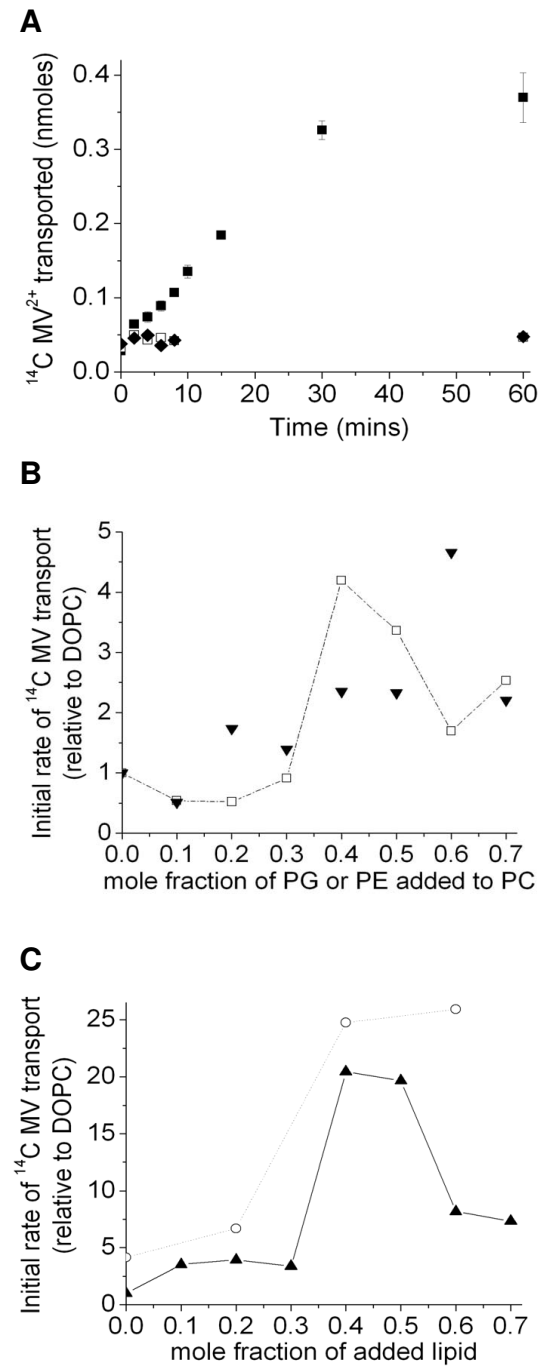 A
¹⁴C MV²⁺ transported (nmoles)
0.4
0.3
0.2
0.1
0.0
0 10 20 30 40 50 60
Time (mins)
B
Initial rate of ¹⁴C MV transport
(relative to DOPC)
5
4
3
2
1
0
0.0 0.1 0.2 0.3 0.4 0.5 0.6 0.7
mole fraction of PG or PE added to PC
C
Initial rate of ¹⁴C MV transport
(relative to DOPC)
25
20
15
10
5
0
0.0 0.1 0.2 0.3 0.4 0.5 0.6 0.7
mole fraction of added lipid